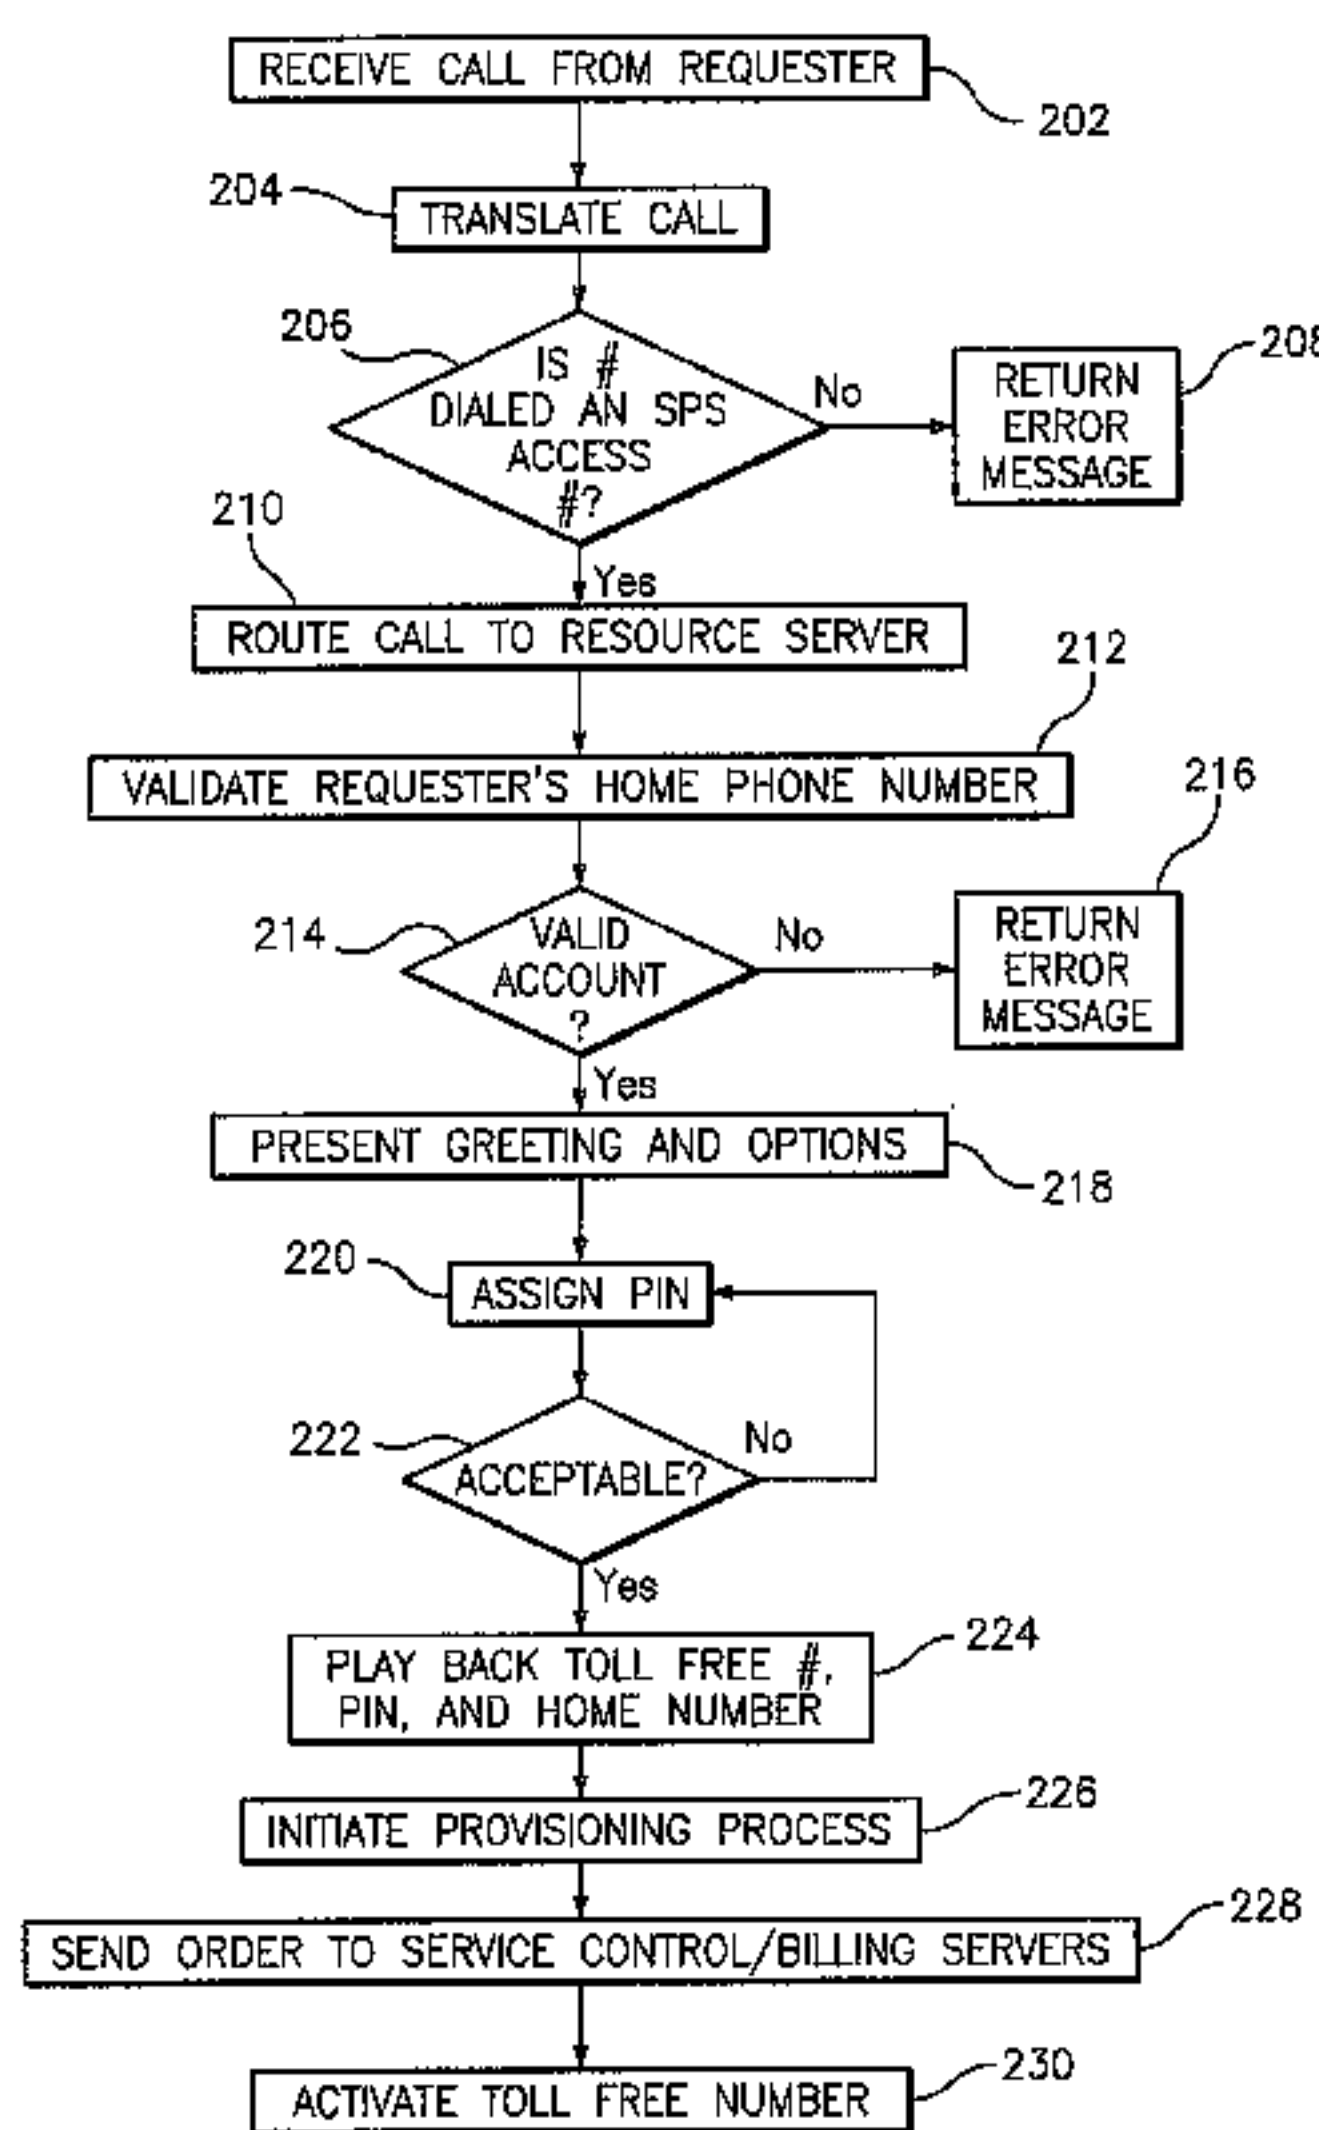 RECEIVE CALL FROM REQUESTER
202
204
TRANSLATE CALL
206
IS #
DIALED AN SPS
ACCESS
#?
No
208
RETURN
ERROR
MESSAGE
Yes
210
ROUTE CALL TO RESOURCE SERVER
212
VALIDATE REQUESTER'S HOME PHONE NUMBER
214
VALID
ACCOUNT
?
No
216
RETURN
ERROR
MESSAGE
Yes
PRESENT GREETING AND OPTIONS
218
220
ASSIGN PIN
222
ACCEPTABLE?
No
Yes
224
PLAY BACK TOLL FREE #,
PIN, AND HOME NUMBER
226
INITIATE PROVISIONING PROCESS
228
SEND ORDER TO SERVICE CONTROL/BILLING SERVERS
230
ACTIVATE TOLL FREE NUMBER